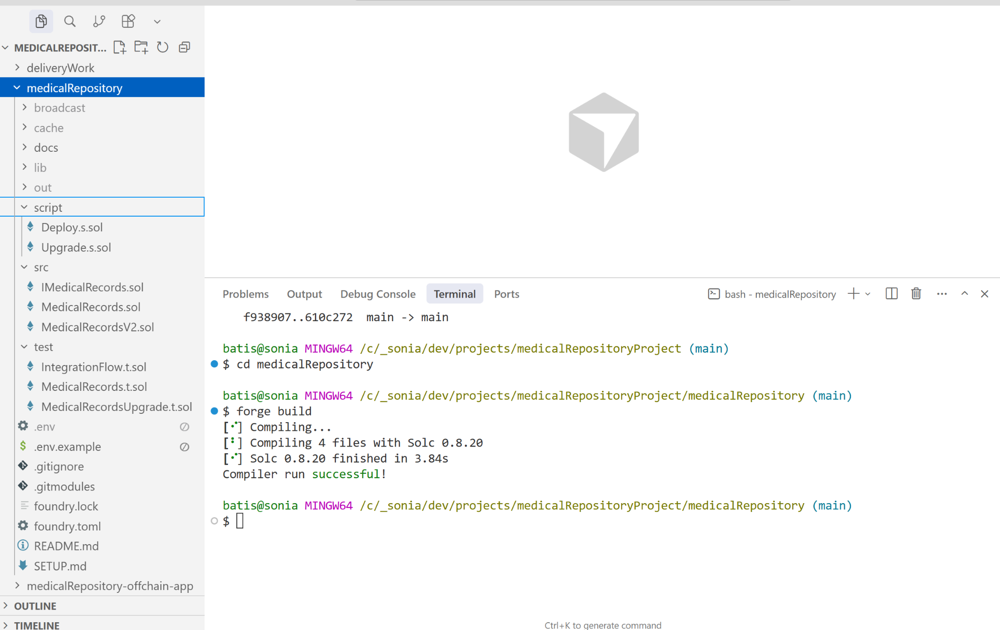 MEDICALREPOSIT...
deliveryWork
medicalRepository
broadcast
cache
docs
lib
out
script
Deploy.s.sol
Upgrade.s.sol
src
IMedicalRecords.sol
MedicalRecords.sol
MedicalRecordsV2.sol
test
IntegrationFlow.t.sol
MedicalRecords.t.sol
MedicalRecordsUpgrade.t.sol
.env
.env.example
.gitignore
.gitmodules
foundry.lock
foundry.toml
README.md
SETUP.md
medicalRepository-offchain-app
OUTLINE
TIMELINE
Problems Output Debug Console Terminal Ports bash - medicalRepository
f938907..610c272  main -> main
batis@sonia MINGW64 /c/_sonia/dev/projects/medicalRepositoryProject (main)
$ cd medicalRepository
batis@sonia MINGW64 /c/_sonia/dev/projects/medicalRepositoryProject/medicalRepository (main)
$ forge build
[⠊] Compiling...
[⠃] Compiling 4 files with Solc 0.8.20
[⠊] Solc 0.8.20 finished in 3.84s
Compiler run successful!
batis@sonia MINGW64 /c/_sonia/dev/projects/medicalRepositoryProject/medicalRepository (main)
$
Ctrl+K to generate command